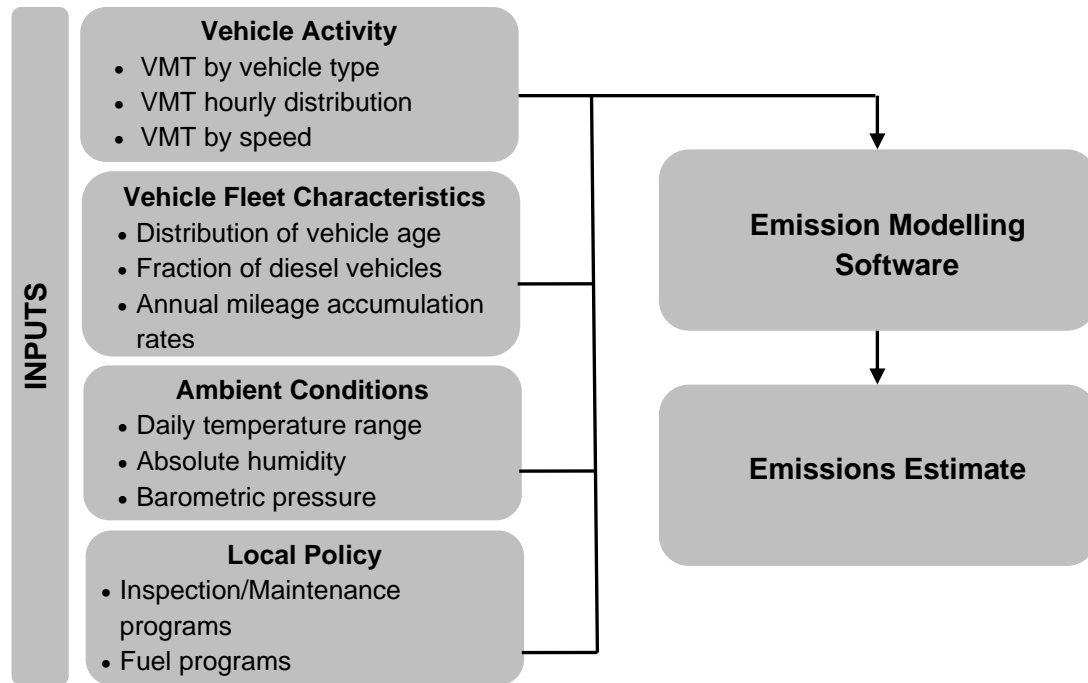 INPUTS
Vehicle Activity
• VMT by vehicle type
• VMT hourly distribution
• VMT by speed
Vehicle Fleet Characteristics
• Distribution of vehicle age
• Fraction of diesel vehicles
• Annual mileage accumulation
rates
Ambient Conditions
• Daily temperature range
• Absolute humidity
• Barometric pressure
Local Policy
• Inspection/Maintenance
programs
• Fuel programs
Emission Modelling
Software
Emissions Estimate